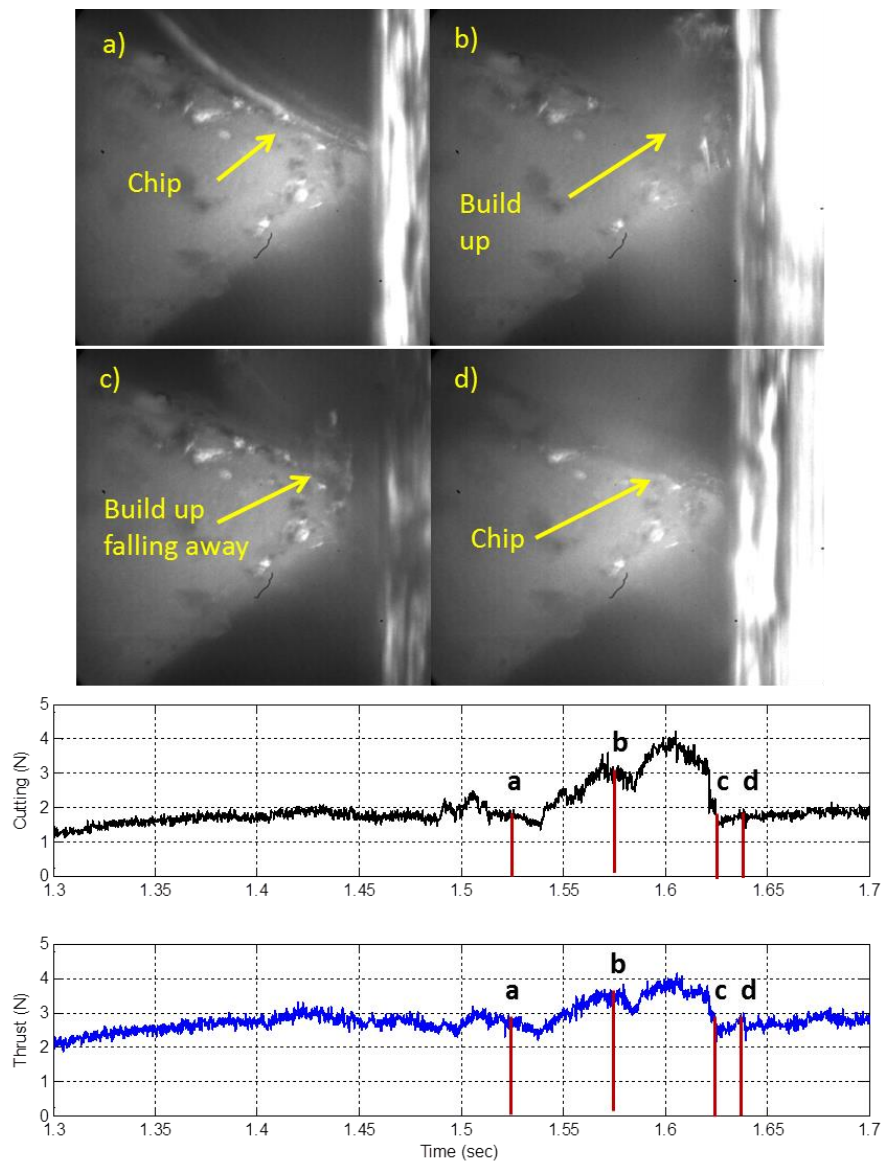 a)
Chip
b)
Build
up
c)
Build up
falling away
d)
Chip
5
4
3
2
1
0
Cutting (N)
a
b
c
d
1.3
1.35
1.4
1.45
1.5
1.55
1.6
1.65
1.7
5
4
3
2
1
0
Thrust (N)
a
b
c
d
1.3
1.35
1.4
1.45
1.5
1.55
1.6
1.65
1.7
Time (sec)